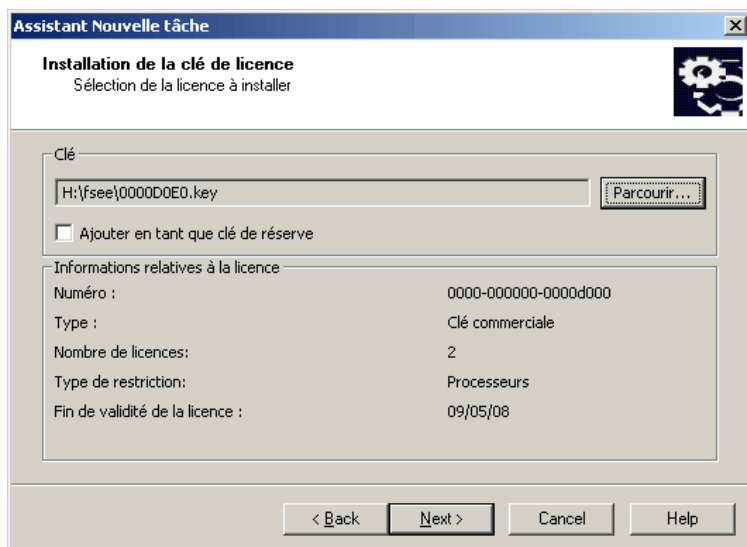 Assistant Nouvelle tâche
Installation de la clé de licence
Sélection de la licence à installer
Clé
H:\fsee\0000D0E0.key
Parcourir...
Ajouter en tant que clé de réserve
Informations relatives à la licence
Numéro : 0000-000000-0000d000
Type : Clé commerciale
Nombre de licences: 2
Type de restriction: Processeurs
Fin de validité de la licence : 09/05/08
< Back Next > Cancel Help